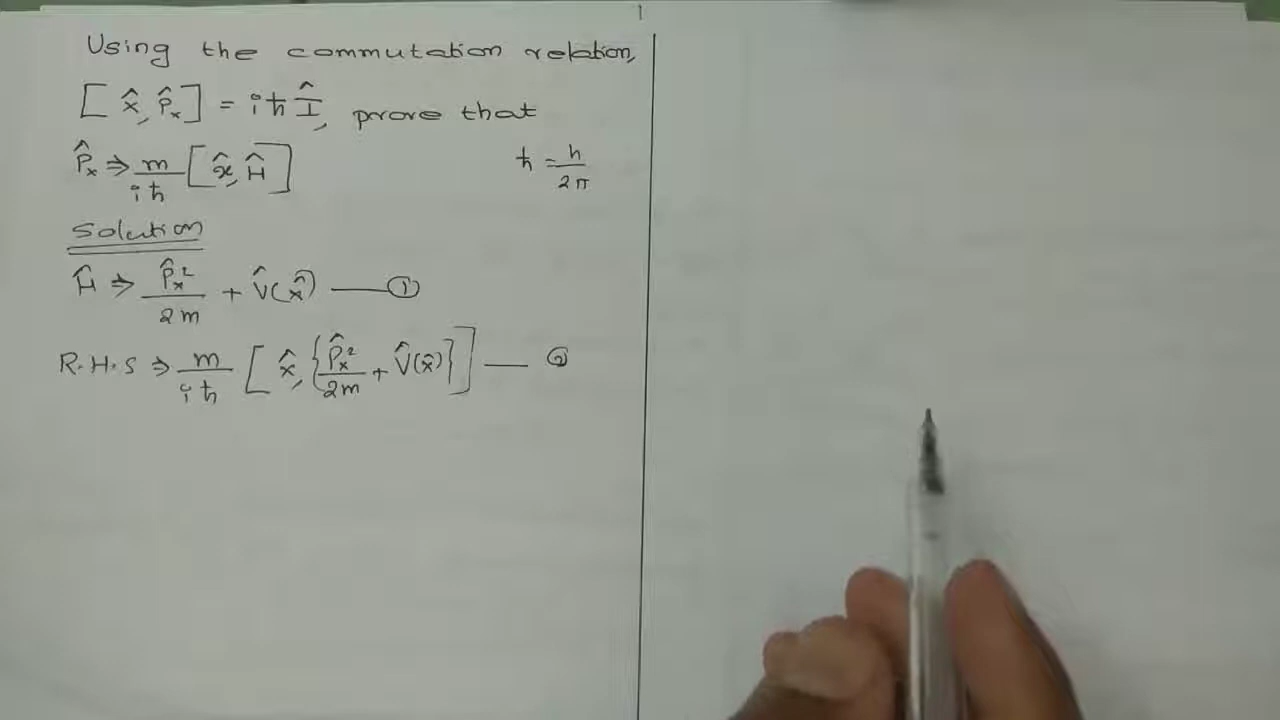 Using the commutation relation,
[x̂, p̂ₓ] = iħ Î, prove that
p̂ₓ ⇒ m/iħ [x̂, Ĥ]
ħ = h/2π
Solution
Ĥ ⇒ p̂ₓ²/2m + V̂(x̂) —— ①
R.H.S ⇒ m/iħ [x̂, {p̂ₓ²/2m + V̂(x̂)}] —— ②